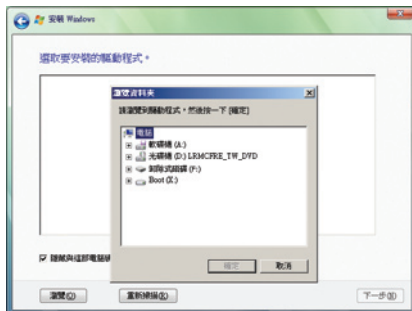 安裝 Windows
選取要安裝的驅動程式。
瀏覽資料夾
請瀏覽到驅動程式，然後按一下 [確定]
電腦
軟碟機 (A:)
光碟機 (D:) LRMCFRE_TW_DVD
卸除式磁碟 (F:)
Boot (X:)
確定
取消
隱藏與這部電腦
瀏覽(O)
重新掃描(R)
下一步(N)